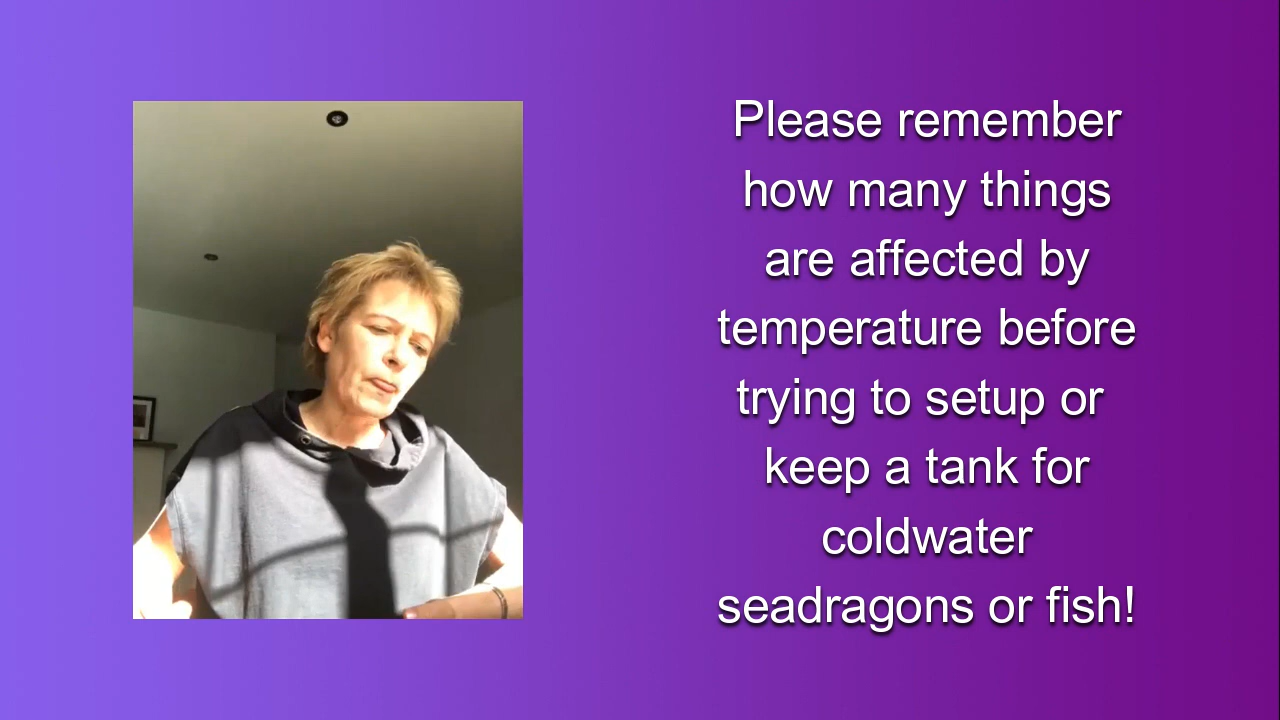 Please remember
how many things
are affected by
temperature before
trying to setup or
keep a tank for
coldwater
seadragons or fish!